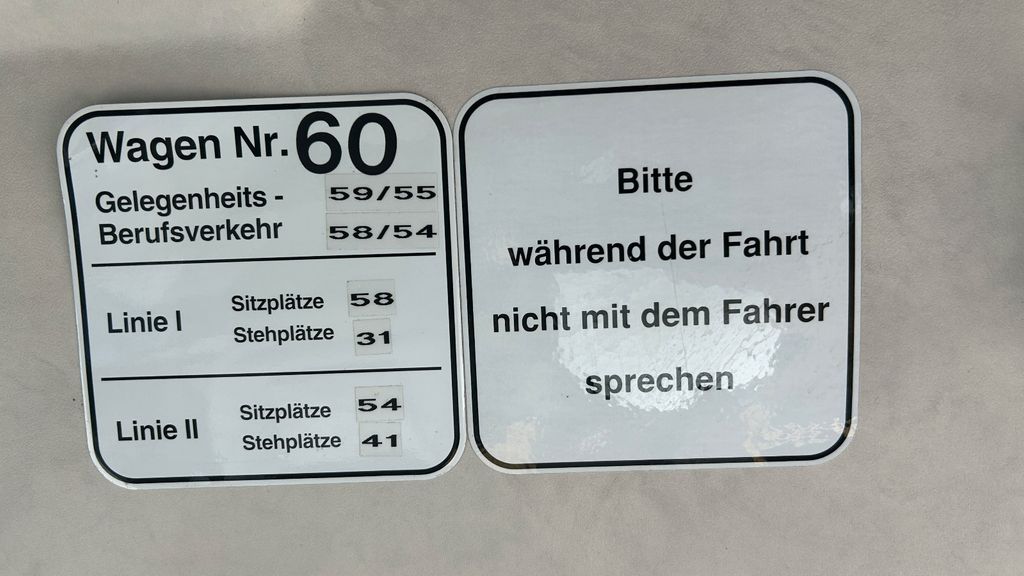 Wagen Nr. 60
Gelegenheits - 59/55
Berufsverkehr 58/54
Linie I
Sitzplätze 58
Stehplätze 31
Linie II
Sitzplätze 54
Stehplätze 41
Bitte
während der Fahrt
nicht mit dem Fahrer
sprechen